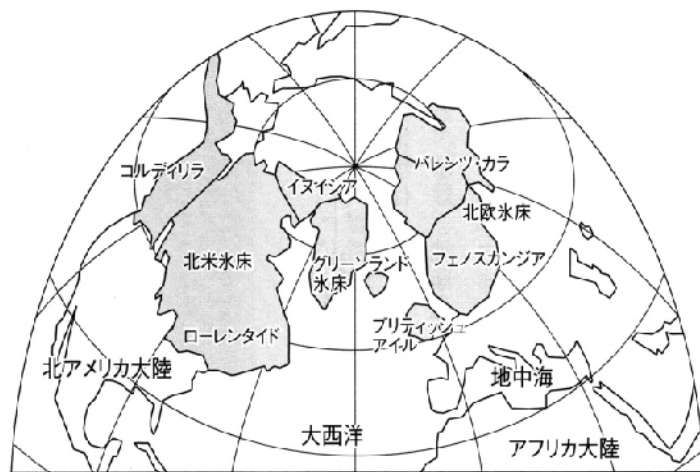 コルディリラ
イヌイシア
バレンツ・カラ
北欧氷床
北米氷床
グリーンランド
氷床
フェノスカンジア
ローレンタイド
ブリティッシュ
アイル
北アメリカ大陸
地中海
大西洋
アフリカ大陸